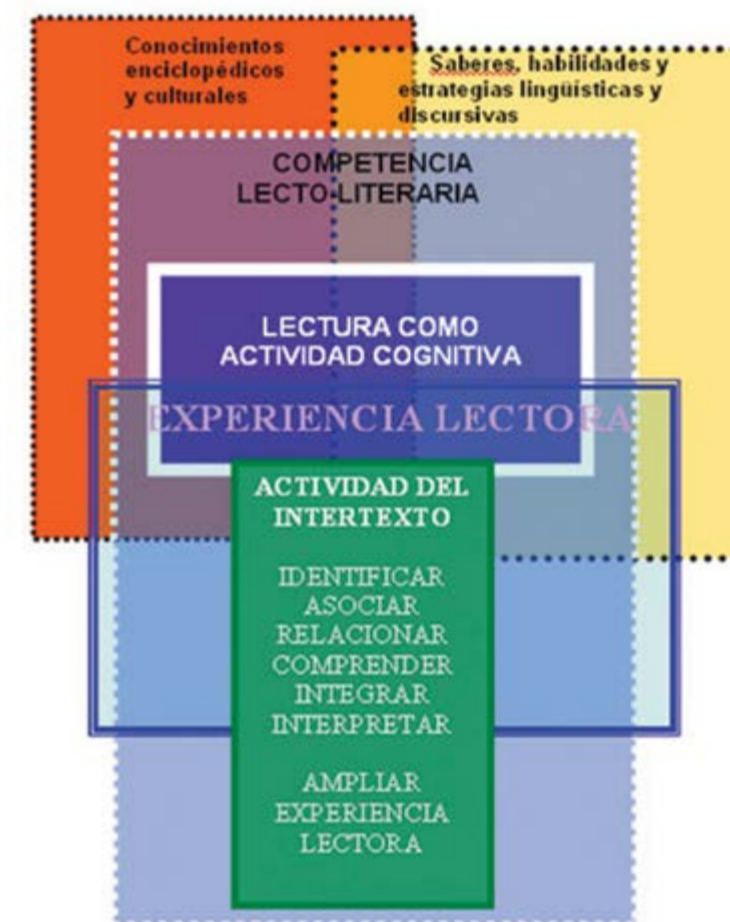 Conocimientos
enciclopédicos
y culturales
Saberes, habilidades y
estrategias lingüísticas y
discursivas
COMPETENCIA
LECTO-LITERARIA
LECTURA COMO
ACTIVIDAD COGNITIVA
EXPERIENCIA LECTORA
ACTIVIDAD DEL
INTERTEXTO
IDENTIFICAR
ASOCIAR
RELACIONAR
COMPRENDER
INTEGRAR
INTERPRETAR
AMPLIAR
EXPERIENCIA
LECTORA